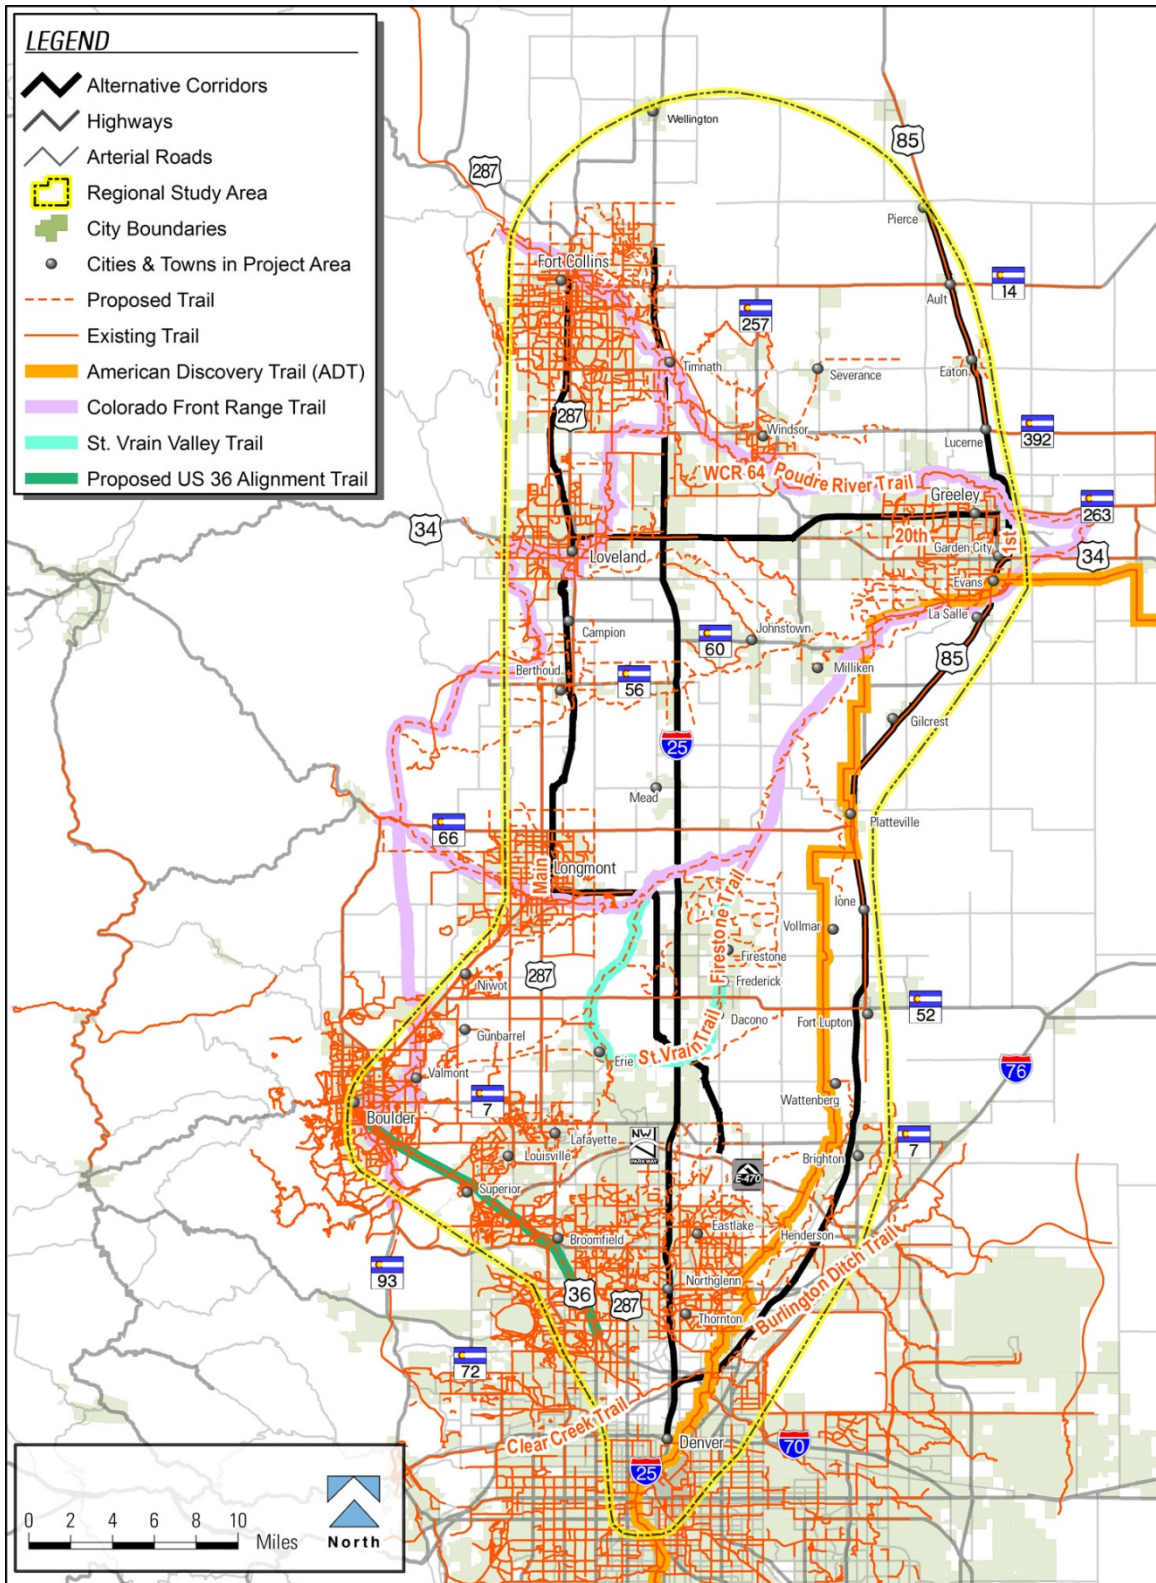 LEGEND
Alternative Corridors
Highways
Arterial Roads
Regional Study Area
City Boundaries
Cities & Towns in Project Area
Proposed Trail
Existing Trail
American Discovery Trail (ADT)
Colorado Front Range Trail
St. Vrain Valley Trail
Proposed US 36 Alignment Trail
Wellington
85
287
Pierce
Fort Collins
14
Ault
257
Timnath
Severance
Eaton
287
Windsor
Lucerne
392
WCR 64
Poudre River Trail
Greeley
263
34
20th
1st
Garden City
34
Loveland
Evans
La Salle
Campion
Johnstown
60
85
Berthoud
Milliken
56
Gilcrest
25
Mead
Platteville
66
Main
Longmont
Firestone Trail
Ione
Vollmar
Firestone
287
Niwot
Frederick
52
Dacono
Fort Lupton
Gunbarrel
St. Vrain Trail
Erie
76
Valmont
Wattenberg
7
Boulder
Lafayette
NW
PARKWAY
7
Louisville
Brighton
E-470
Superior
Eastlake
Henderson
Broomfield
Burlington Ditch Trail
93
Northglenn
36
287
Thornton
72
Clear Creek Trail
Denver
70
25
0 2 4 6 8 10
Miles
North